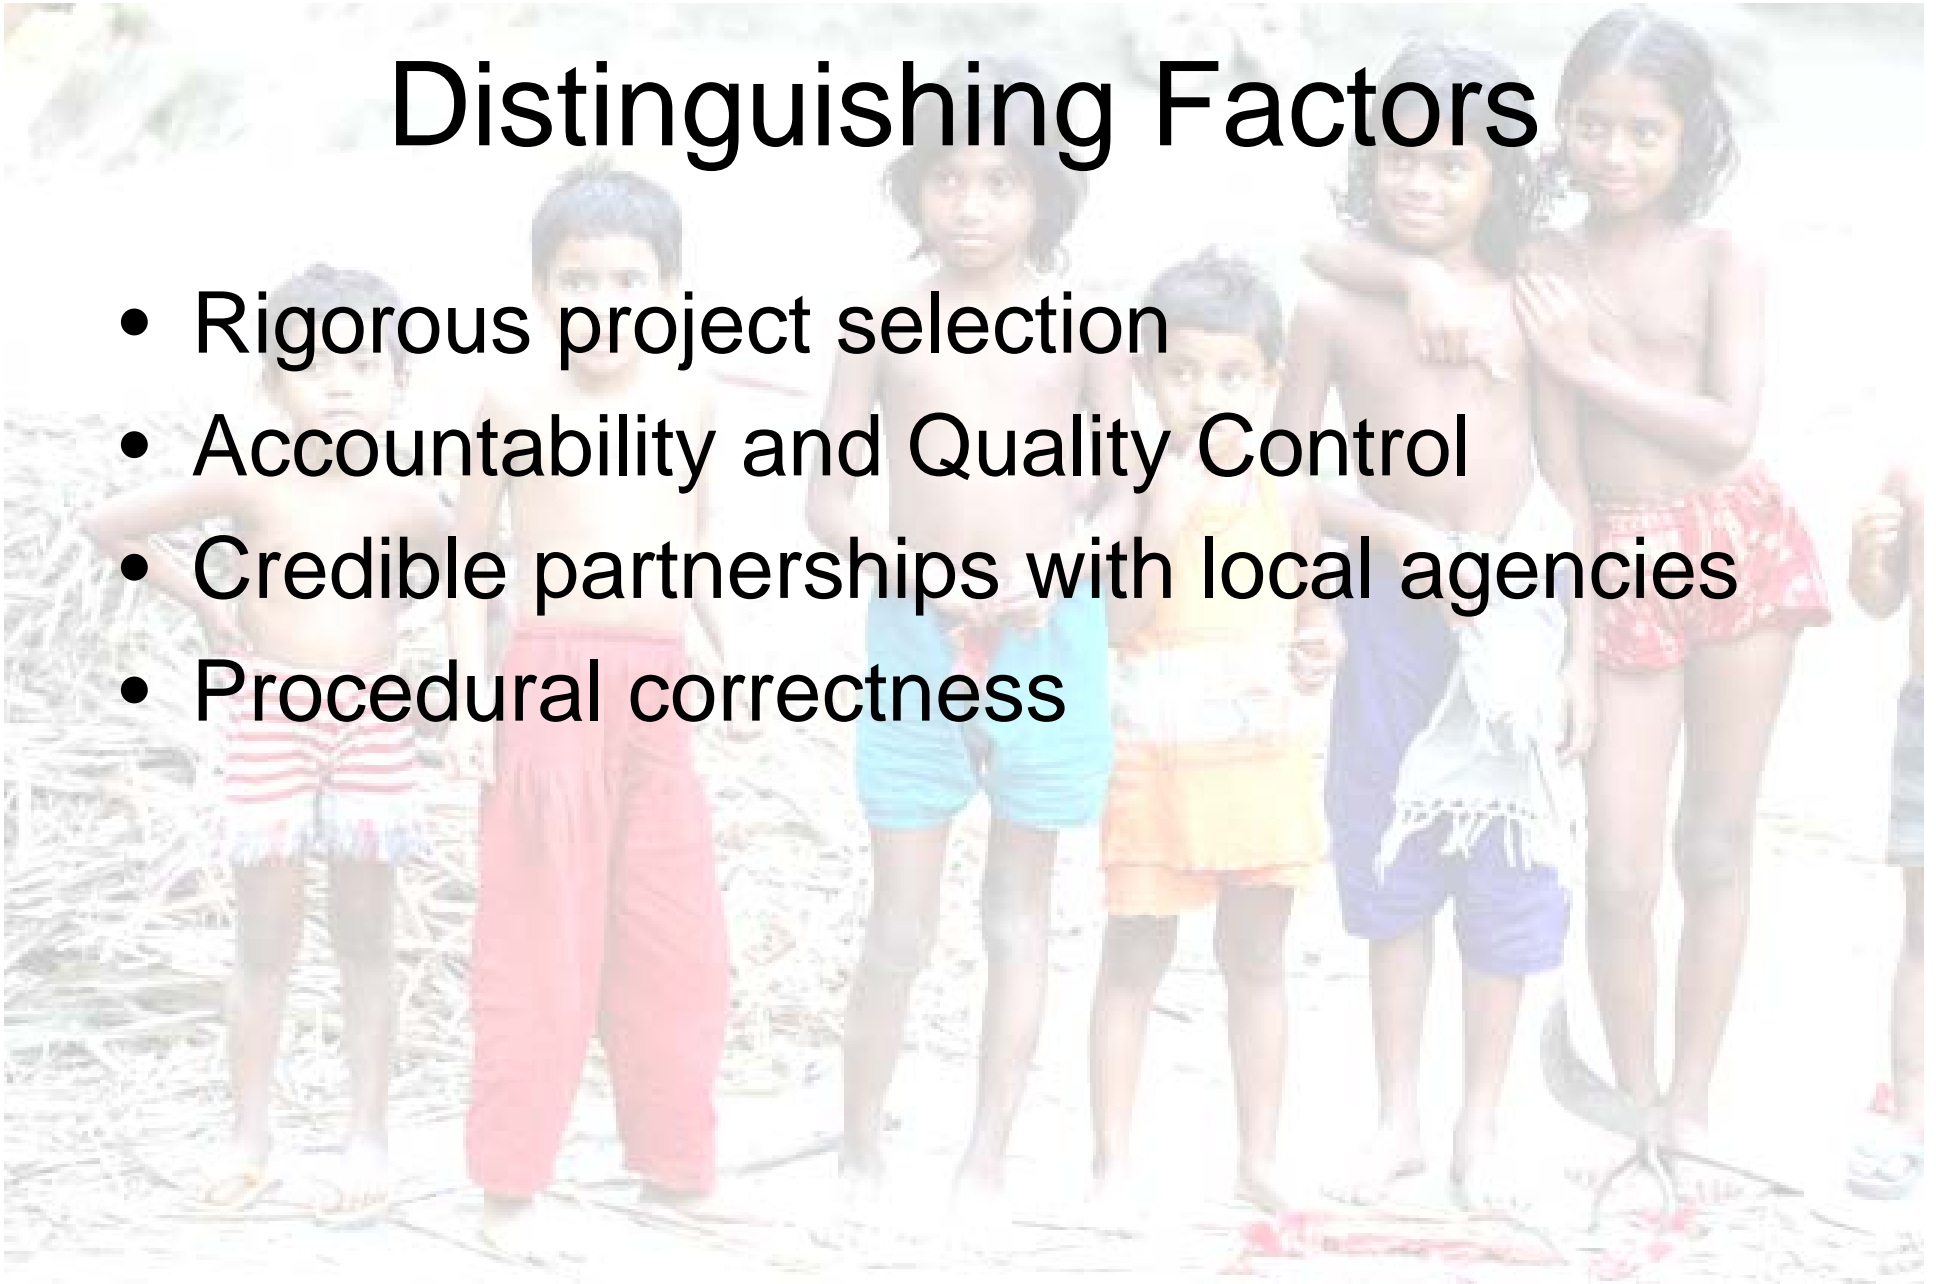 Distinguishing Factors
• Rigorous project selection
• Accountability and Quality Control
• Credible partnerships with local agencies
• Procedural correctness